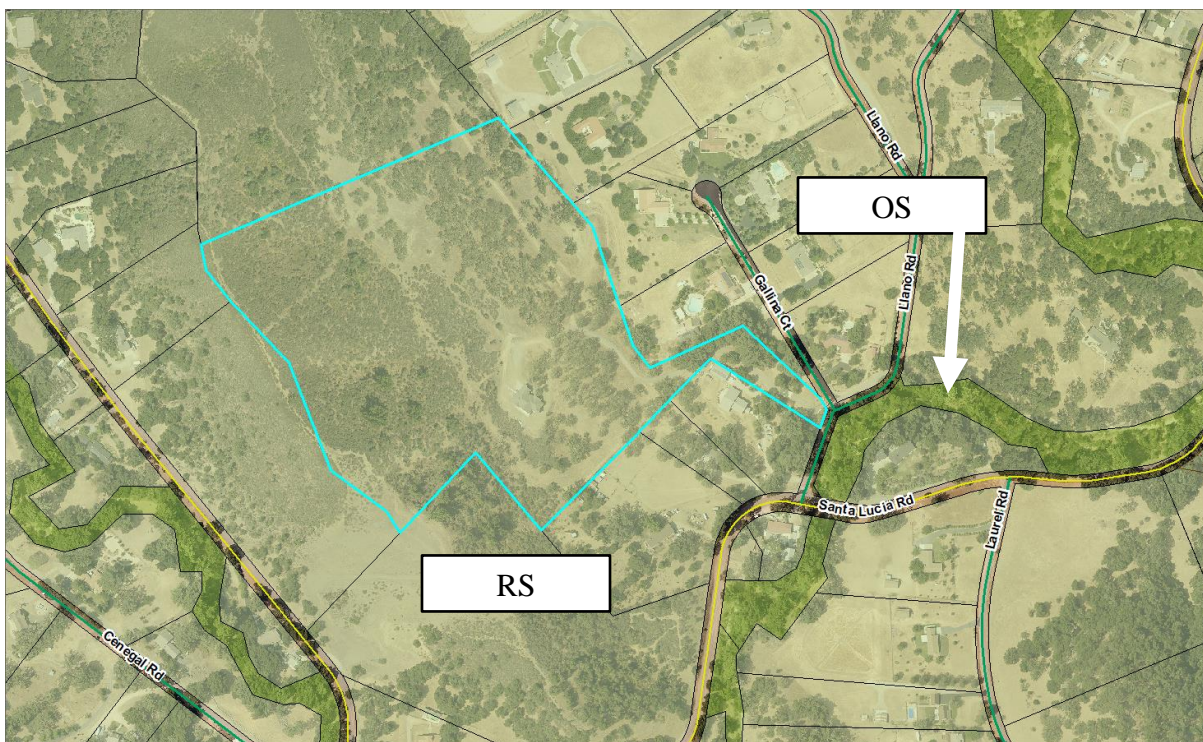 Llano Rd
OS
Gallina Ct
Llano Rd
Santa Lucia Rd
Laurel Rd
RS
Cenegal Rd